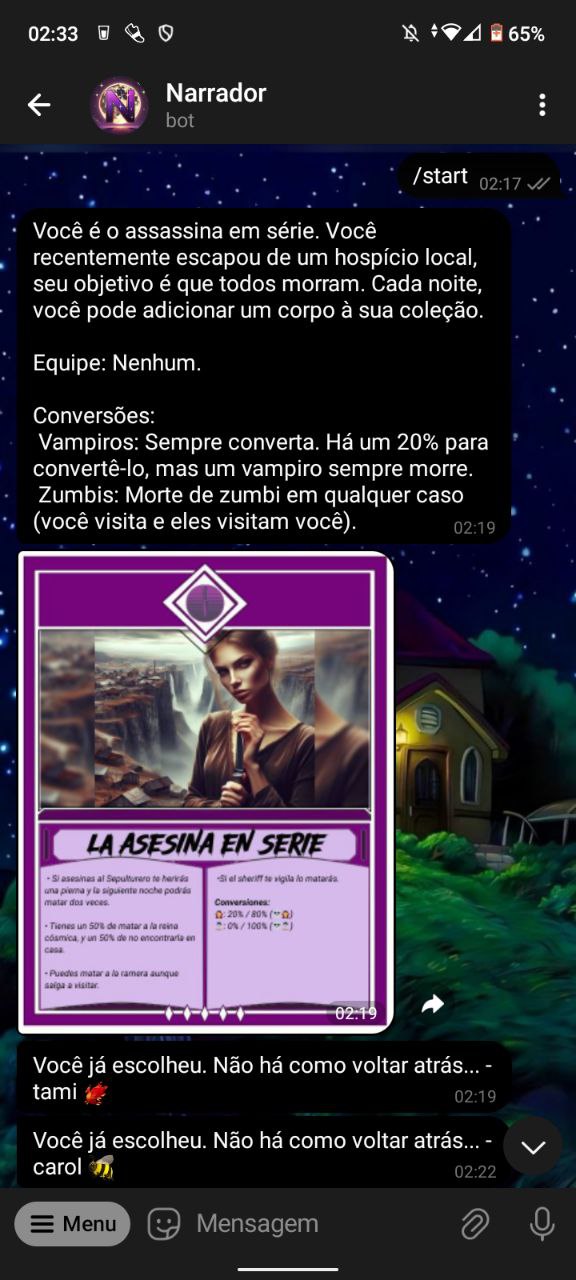 02:33
65%
Narrador
bot
/start 02:17
Você é o assassina em série. Você
recentemente escapou de um hospício local,
seu objetivo é que todos morram. Cada noite,
você pode adicionar um corpo à sua coleção.
Equipe: Nenhum.
Conversões:
Vampiros: Sempre converta. Há um 20% para
convertê-lo, mas um vampiro sempre morre.
Zumbis: Morte de zumbi em qualquer caso
(você visita e eles visitam você). 02:19
LA ASESINA EN SERIE
• Si asesinas al Sepulturero te herirás
una pierna y la siguiente noche podrás
matar dos veces.
• Tienes un 50% de matar a la reina
cósmica, y un 50% de no encontrarla en
casa.
• Puedes matar a la ramera aunque
salga a visitar.
•Si el sheriff te vigila lo matarás.
Conversiones:
🧛: 20% / 80% (💀🧛)
🧟: 0% / 100% (💀🧟)
02:19
Você já escolheu. Não há como voltar atrás... -
tami 02:19
Você já escolheu. Não há como voltar atrás... -
carol 🐝 02:22
Menu
Mensagem